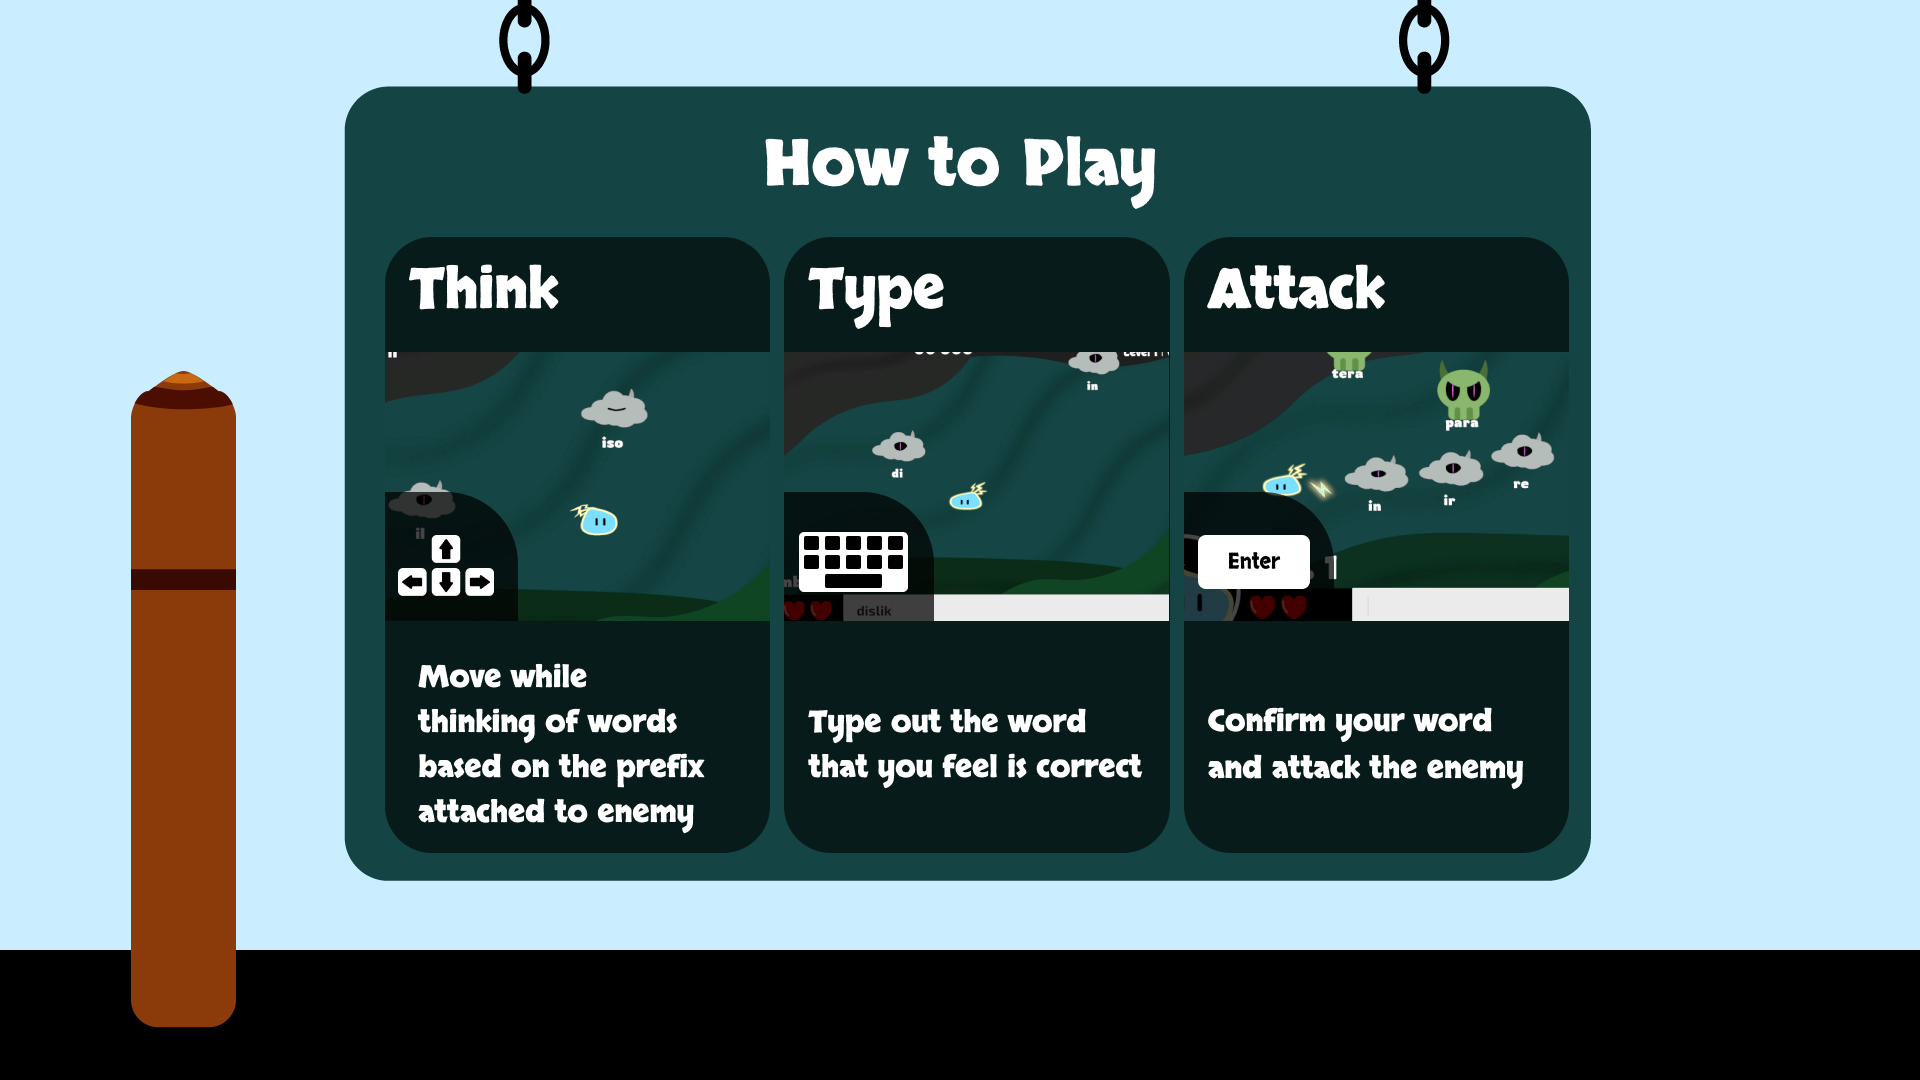 How to Play
Think
iso
il
Move while
thinking of words
based on the prefix
attached to enemy
Type
in
di
dislik
Type out the word
that you feel is correct
Attack
tera
para
in
ir
re
Enter
1
Confirm your word
and attack the enemy